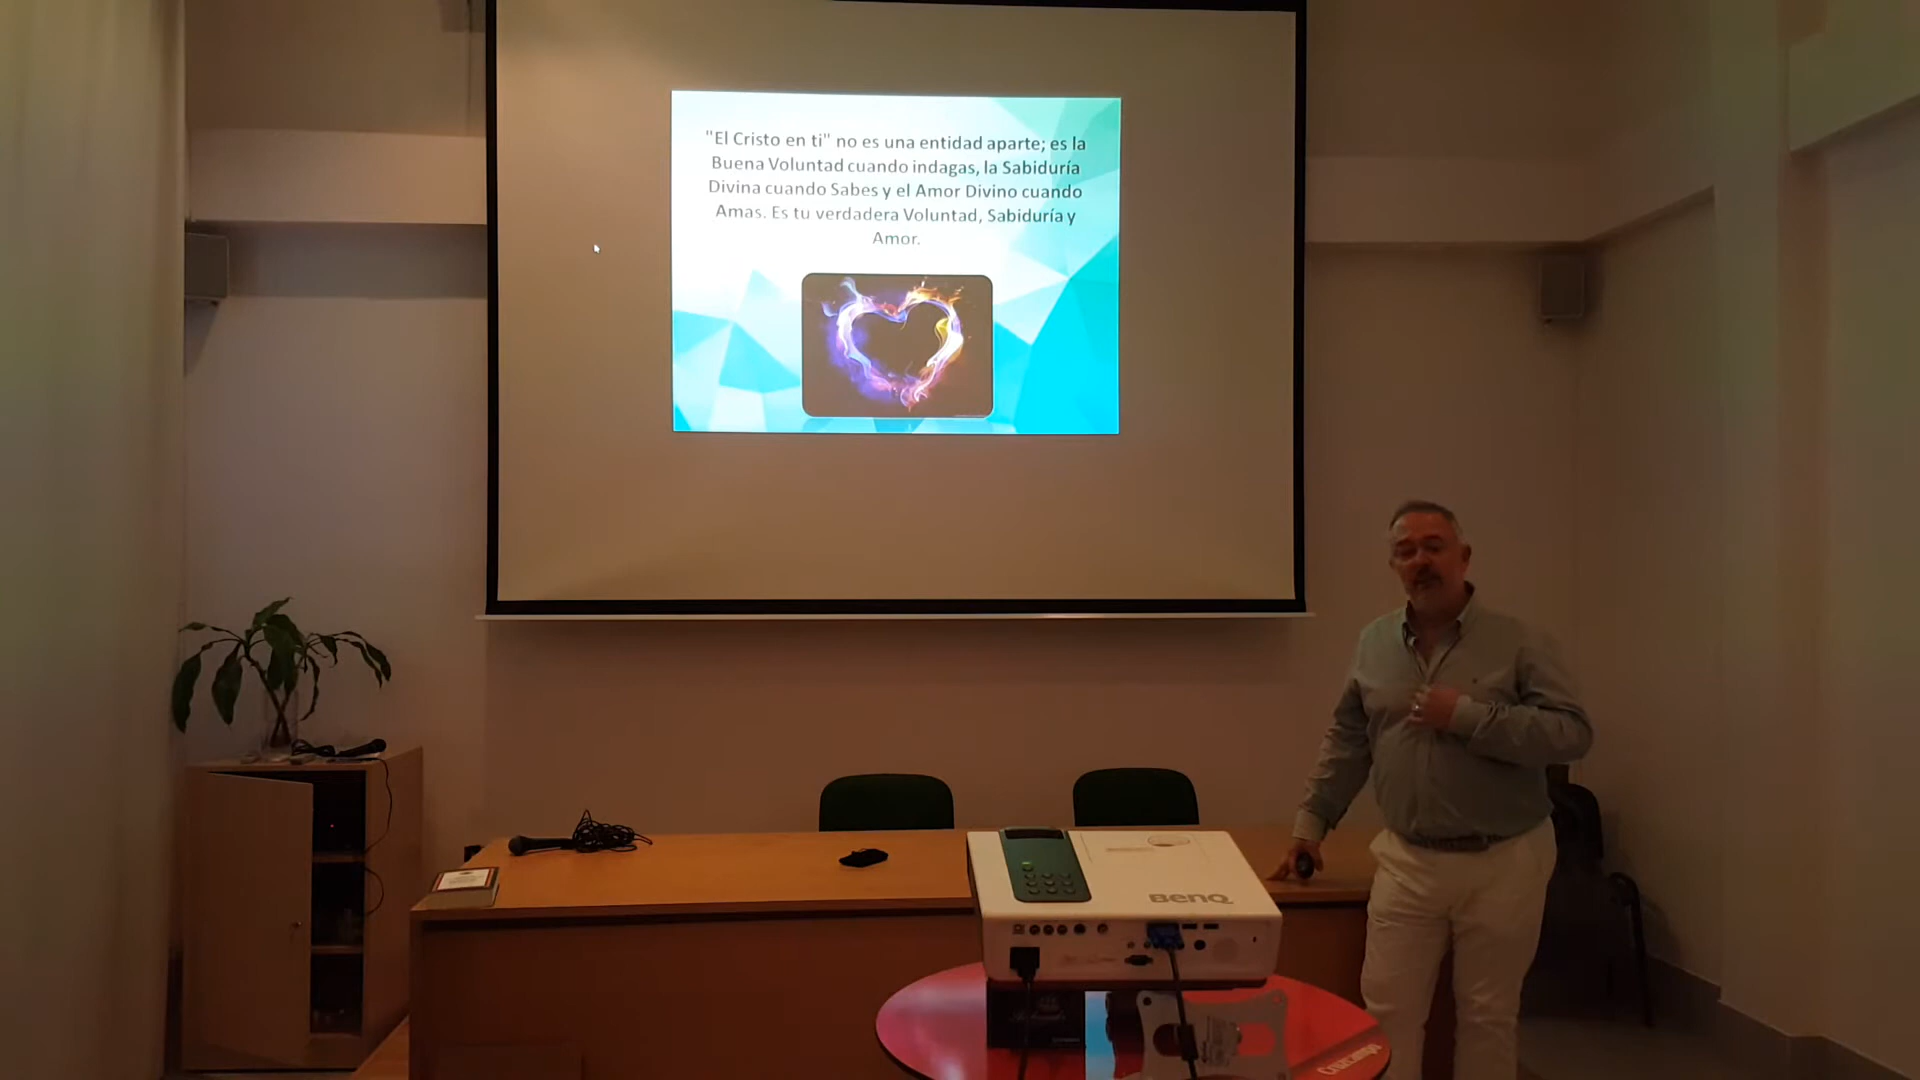 "El Cristo en ti" no es una entidad aparte; es la
Buena Voluntad cuando indagas, la Sabiduría
Divina cuando Sabes y el Amor Divino cuando
Amas. Es tu verdadera Voluntad, Sabiduría y
Amor.
BenQ
Cruzcampo